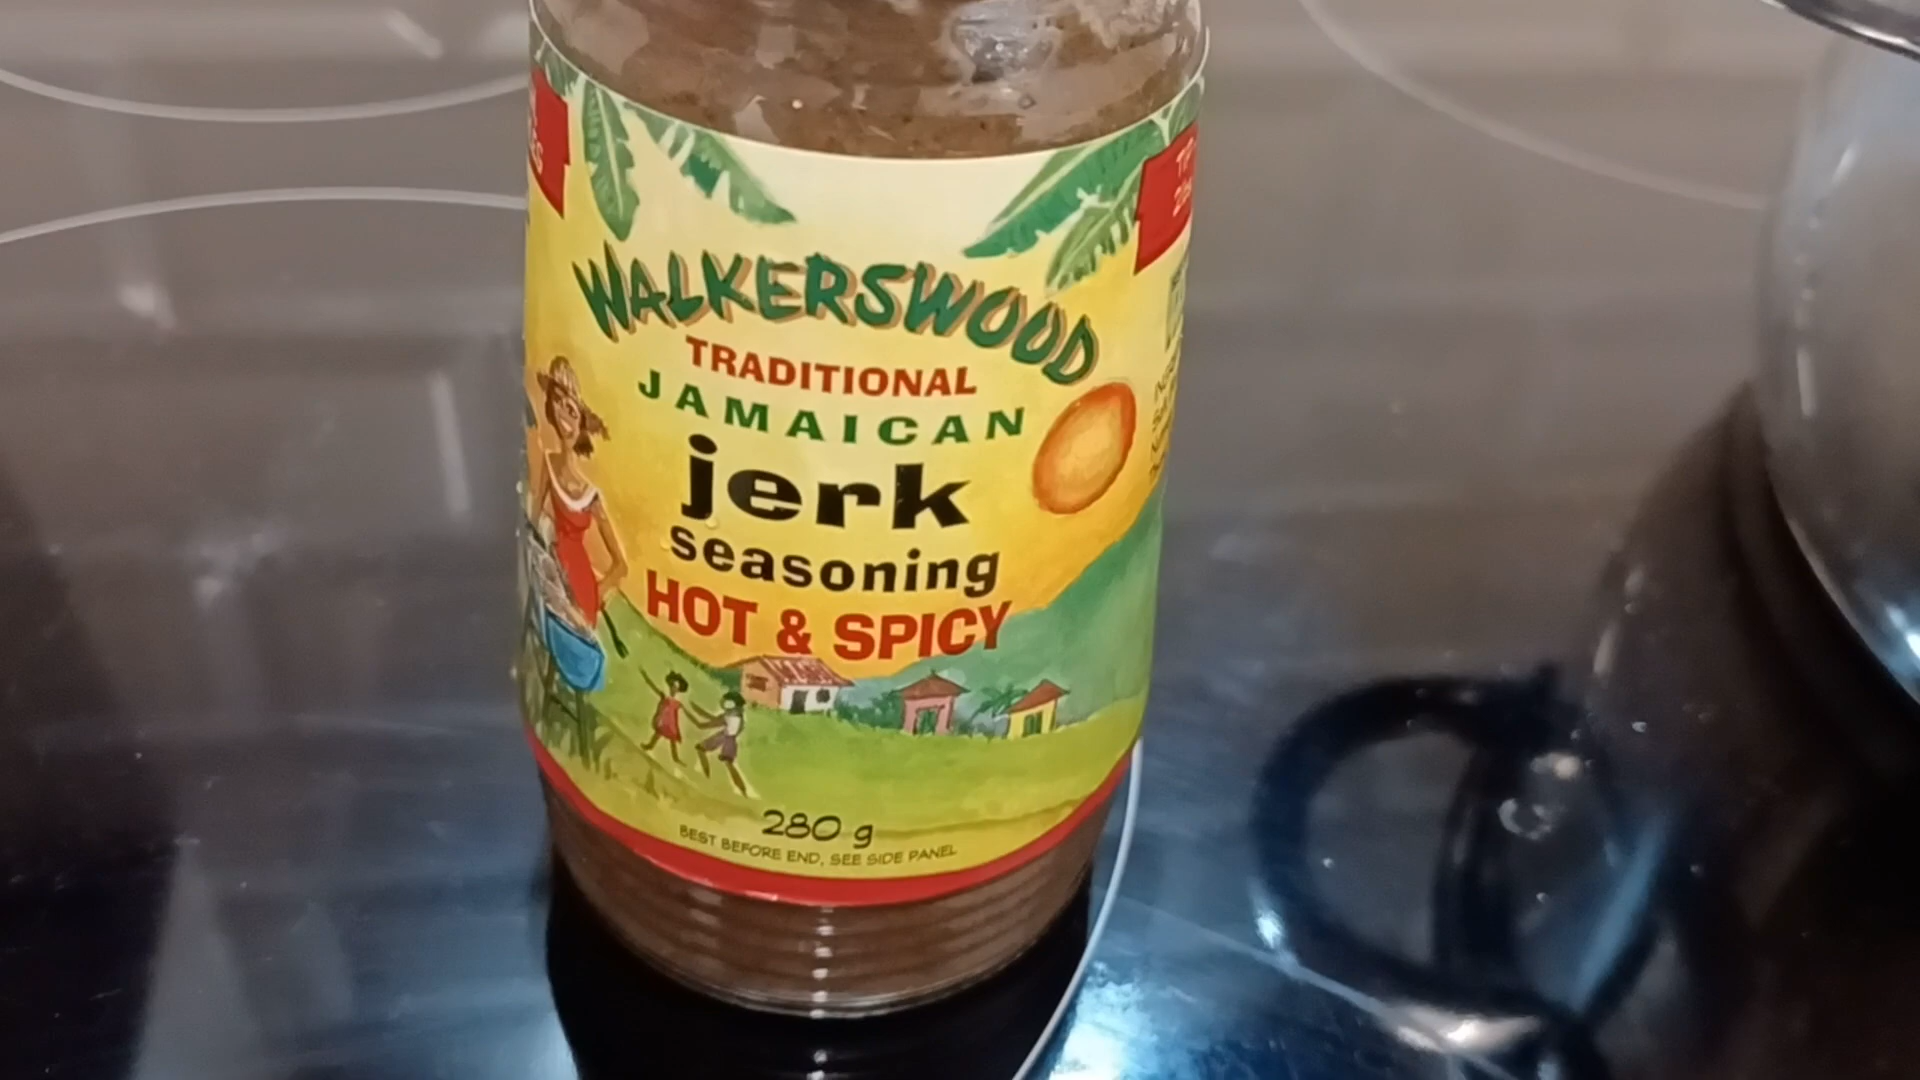 WALKERSWOOD
TRADITIONAL
JAMAICAN
jerk
seasoning
HOT & SPICY
280 g
BEST BEFORE END, SEE SIDE PANEL